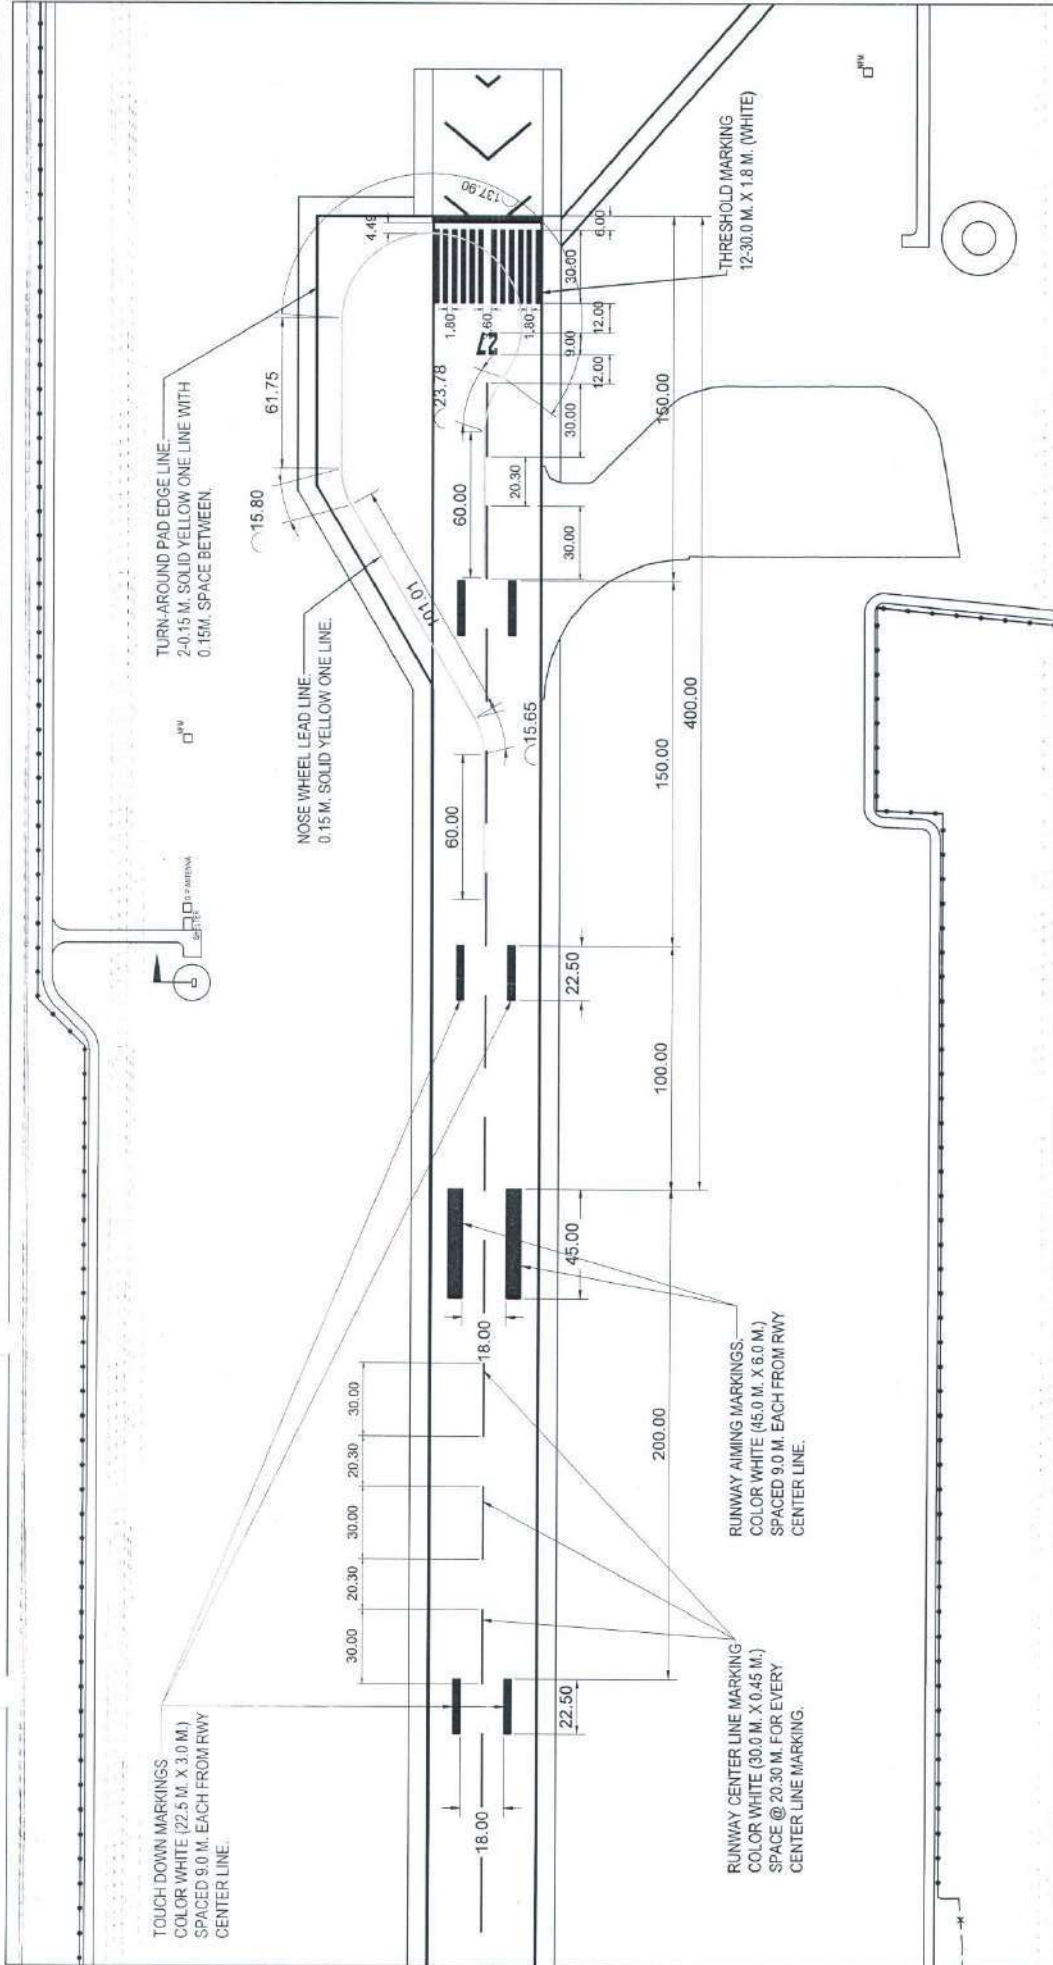 TOUCH DOWN MARKINGS
COLOR WHITE (22.5 M. X 3.0 M.)
SPACED 9.0 M. EACH FROM RWY
CENTER LINE.
TURN-AROUND PAD EDGE LINE.
2-0.15 M. SOLID YELLOW ONE LINE WITH
0.15M. SPACE BETWEEN.
NOSE WHEEL LEAD LINE.
0.15 M. SOLID YELLOW ONE LINE.
THRESHOLD MARKING
12-30.0 M. X 1.8 M. (WHITE)
RUNWAY AIMING MARKINGS.
COLOR WHITE (45.0 M. X 6.0 M.)
SPACED 9.0 M. EACH FROM RWY
CENTER LINE.
RUNWAY CENTER LINE MARKING
COLOR WHITE (30.0 M. X 0.45 M.)
SPACE @ 20.30 M. FOR EVERY
CENTER LINE MARKING.
SHELTER
G.P ANTENNA
NFM
MFM
15.80
61.75
4.49
137.90
101.01
15.65
60.00
60.00
23.78
27
1.80
.60
1.80
30.00
20.30
30.00
12.00
9.00
12.00
30.00
6.00
30.00
20.30
30.00
20.30
30.00
18.00
18.00
22.50
45.00
22.50
200.00
100.00
150.00
150.00
400.00